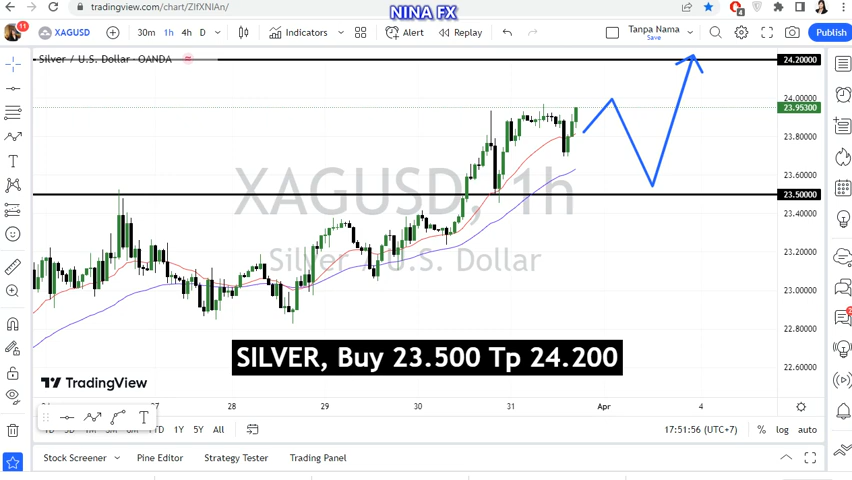 NINA FX
tradingview.com/chart/ZIfXNIAn/
11
4
XAGUSD
30m 1h 4h D
Indicators
Alert
Replay
Tanpa Nama
Save
Publish
Silver / U.S. Dollar · OANDA
24.20000
24.00000
23.95300
23.80000
23.60000
23.50000
23.40000
23.20000
23.00000
22.80000
22.60000
XAGUSD, 1h
Silver / U.S. Dollar
SILVER, Buy 23.500 Tp 24.200
TradingView
27 28 29 30 31 Apr 4
1Y 5Y All
17:51:56 (UTC+7)
% log auto
Stock Screener Pine Editor Strategy Tester Trading Panel